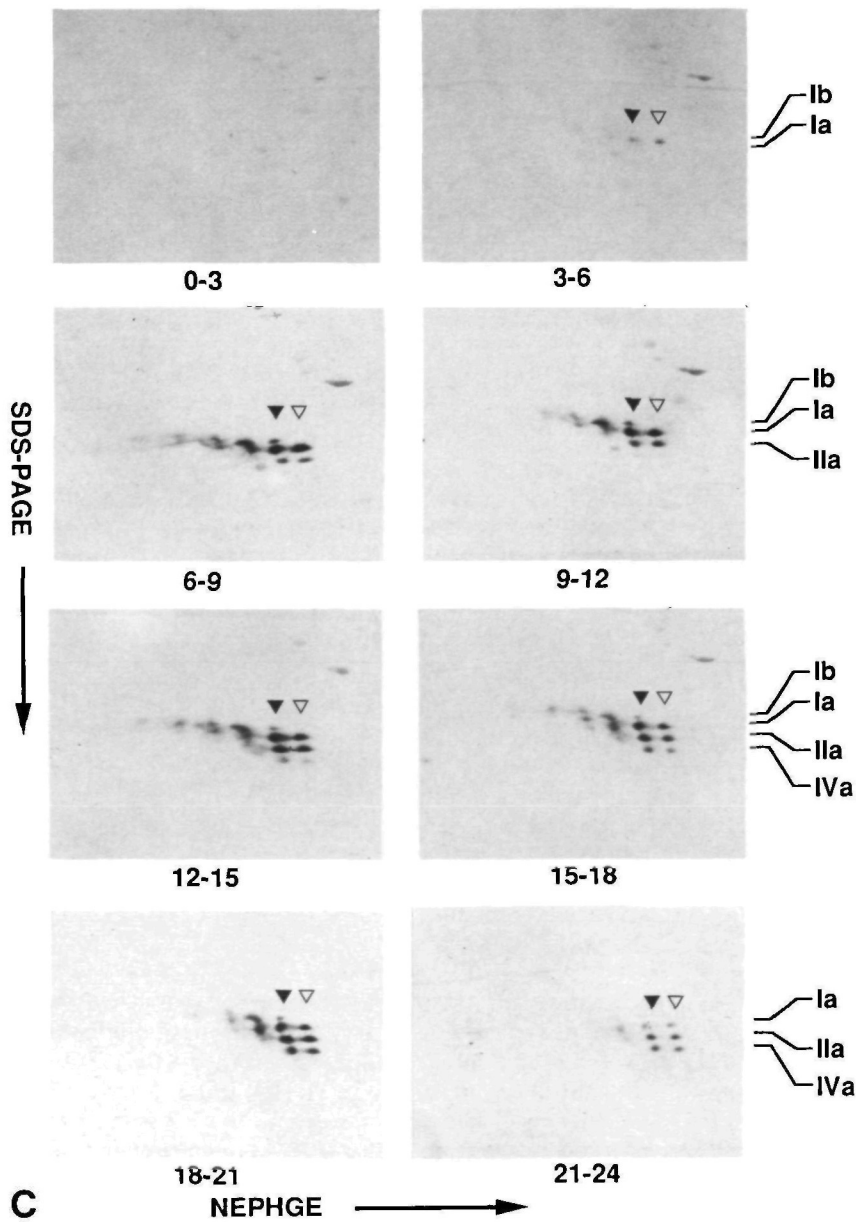 Ib
Ia
0-3
3-6
Ib
Ia
IIa
SDS-PAGE
6-9
9-12
Ib
Ia
IIa
IVa
12-15
15-18
Ia
IIa
IVa
18-21
21-24
C
NEPHGE